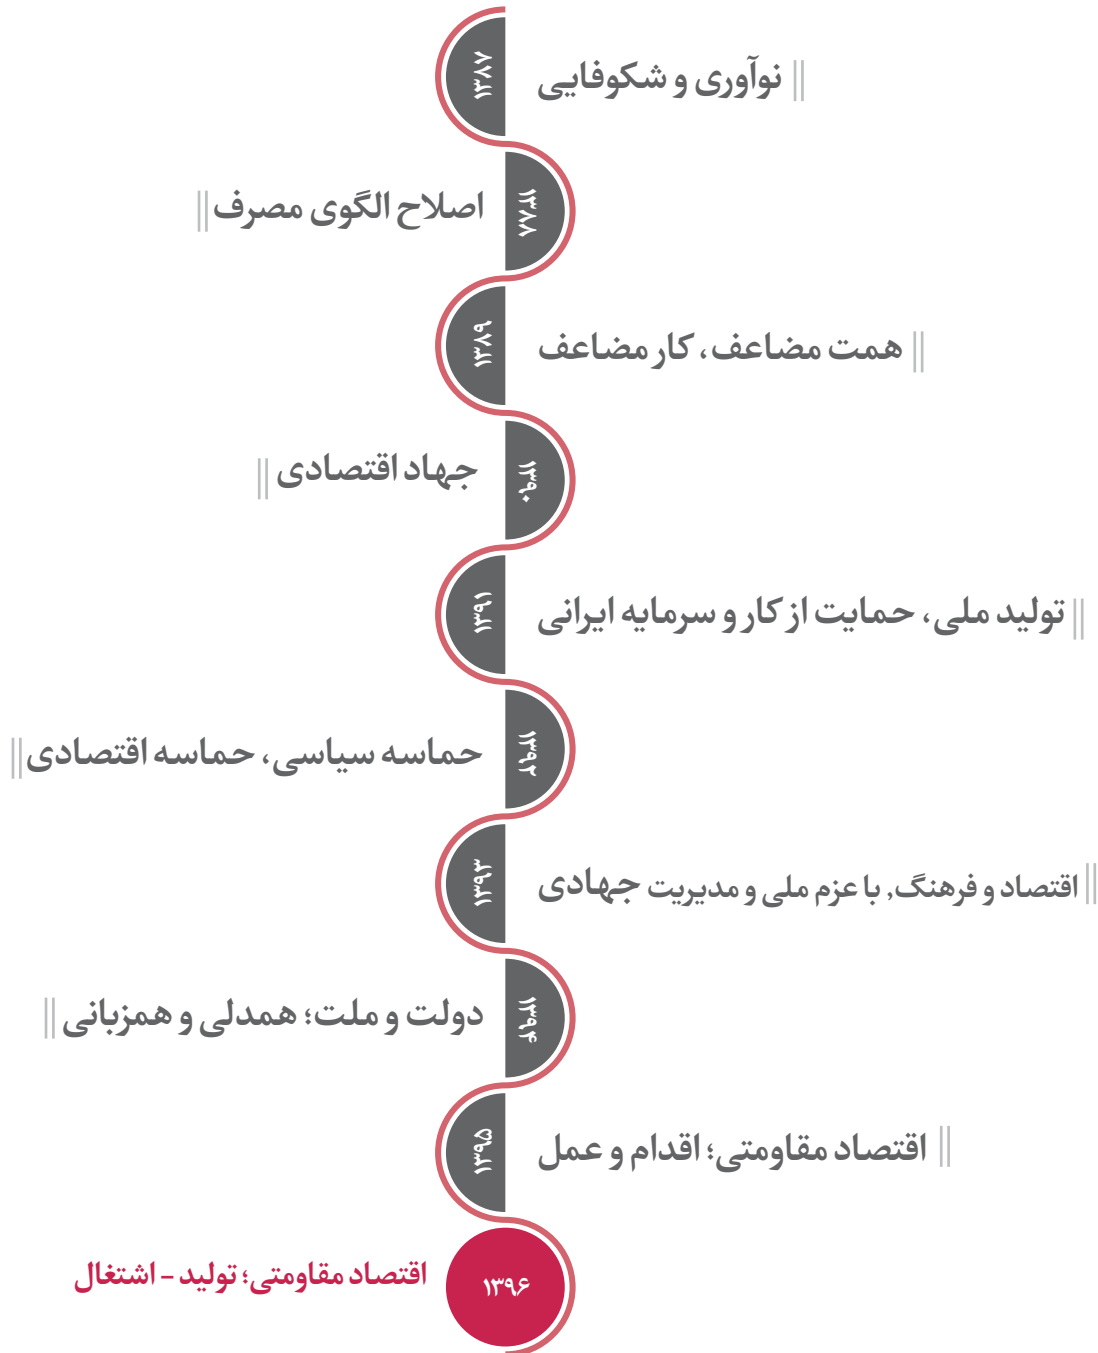 ۱۳۸۷
نوآوری و شکوفایی
۱۳۸۸
اصلاح الگوی مصرف
۱۳۸۹
همت مضاعف، کار مضاعف
۱۳۹۰
جهاد اقتصادی
۱۳۹۱
تولید ملی، حمایت از کار و سرمایه ایرانی
۱۳۹۲
حماسه سیاسی، حماسه اقتصادی
۱۳۹۳
اقتصاد و فرهنگ, با عزم ملی و مدیریت جهادی
۱۳۹۴
دولت و ملت؛ همدلی و همزبانی
۱۳۹۵
اقتصاد مقاومتی؛ اقدام و عمل
۱۳۹۶
اقتصاد مقاومتی؛ تولید - اشتغال